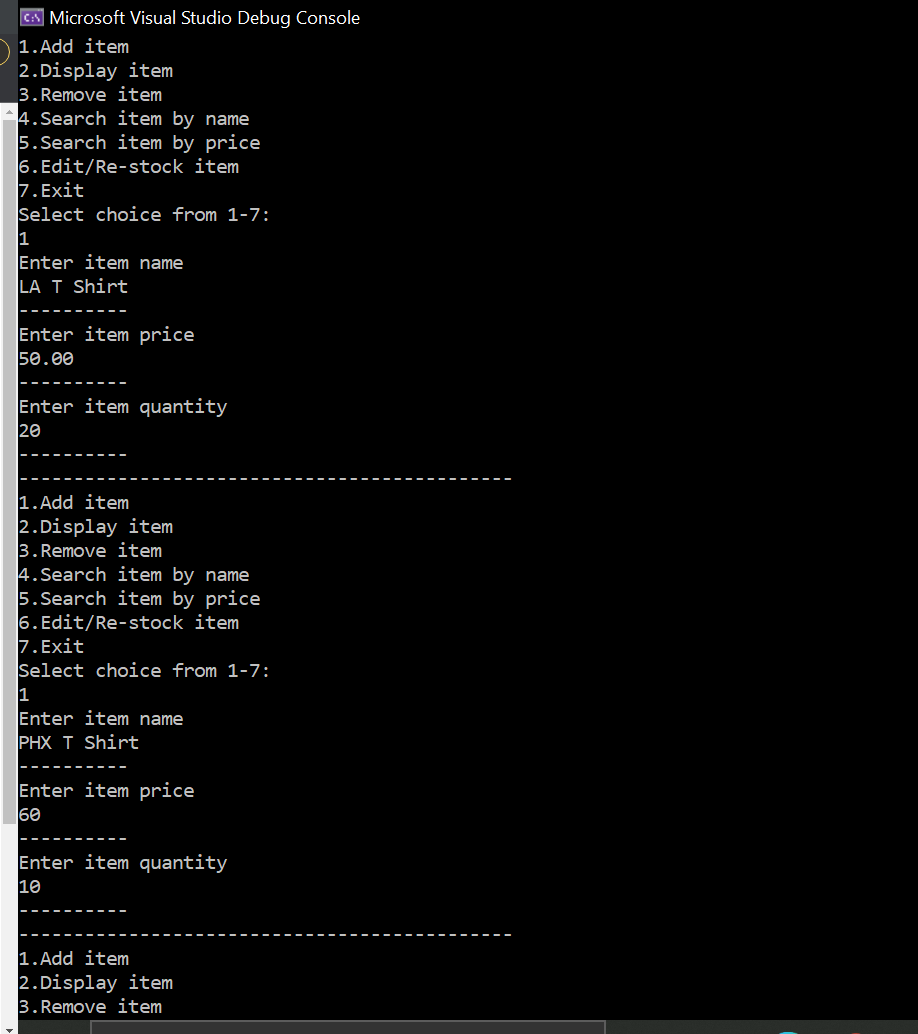 Microsoft Visual Studio Debug Console
1.Add item
2.Display item
3.Remove item
4.Search item by name
5.Search item by price
6.Edit/Re-stock item
7.Exit
Select choice from 1-7:
1
Enter item name
LA T Shirt
----------
Enter item price
50.00
----------
Enter item quantity
20
----------
---------------------------------------------
1.Add item
2.Display item
3.Remove item
4.Search item by name
5.Search item by price
6.Edit/Re-stock item
7.Exit
Select choice from 1-7:
1
Enter item name
PHX T Shirt
----------
Enter item price
60
----------
Enter item quantity
10
----------
---------------------------------------------
1.Add item
2.Display item
3.Remove item